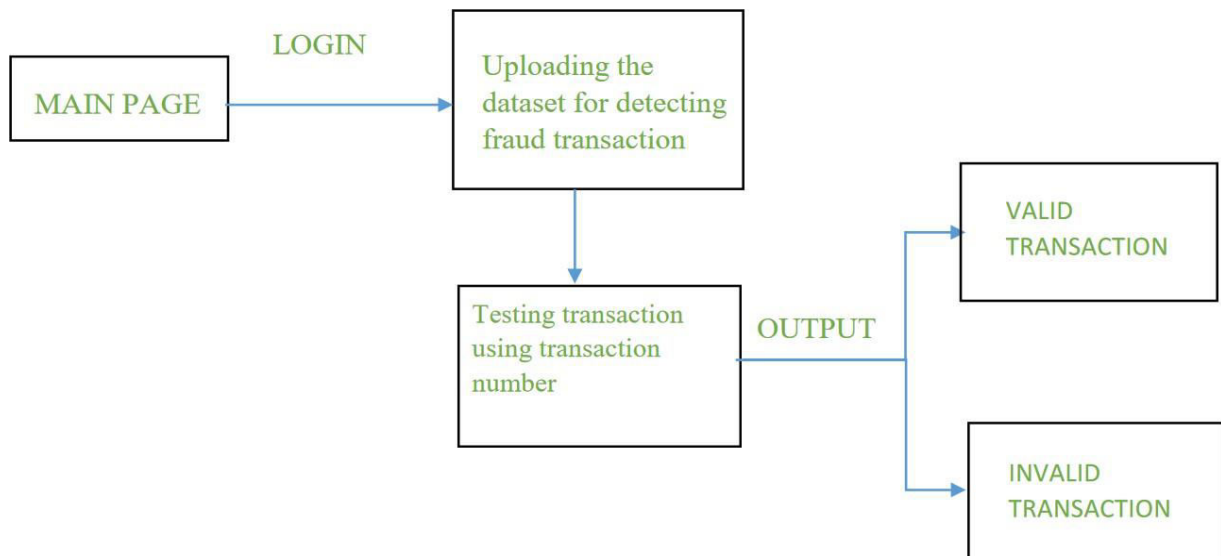 LOGIN
MAIN PAGE
Uploading the
dataset for detecting
fraud transaction
Testing transaction
using transaction
number
OUTPUT
VALID
TRANSACTION
INVALID
TRANSACTION